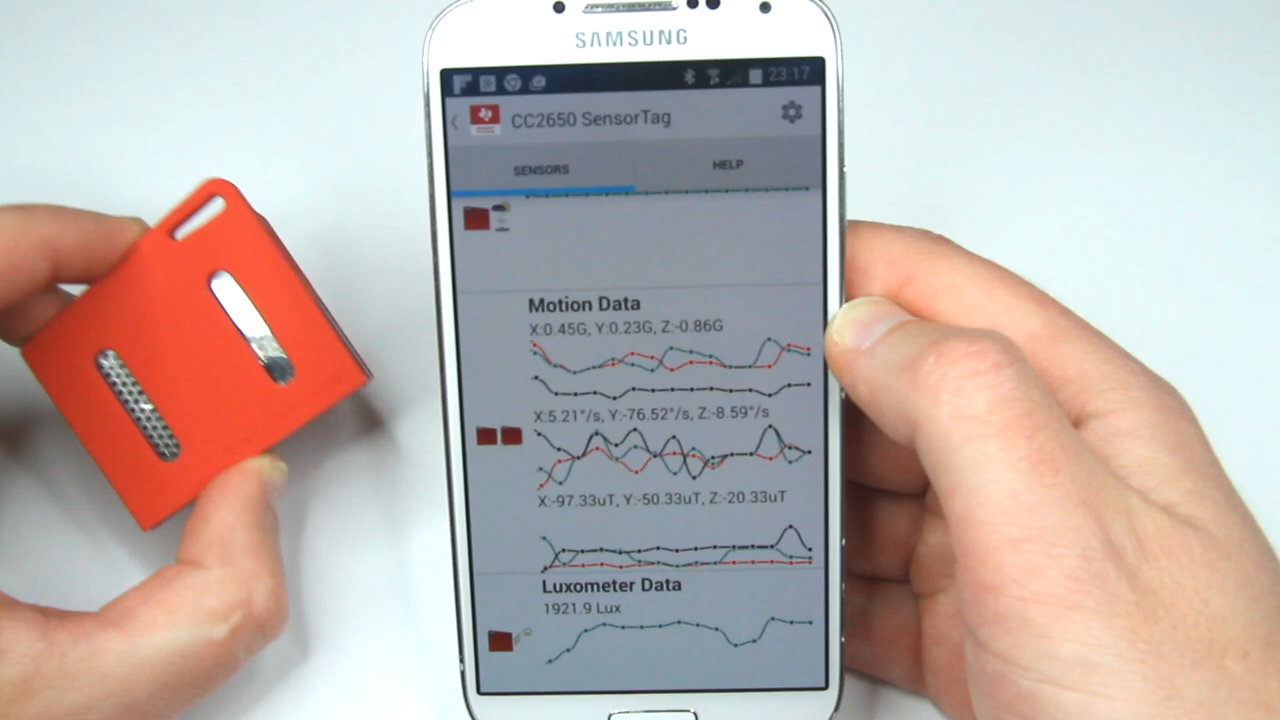 SAMSUNG
23:17
CC2650 SensorTag
SENSORS
HELP
Motion Data
X:0.45G, Y:0.23G, Z:-0.86G
X:5.21°/s, Y:-76.52°/s, Z:-8.59°/s
X:-97.33uT, Y:-50.33uT, Z:-20.33uT
Luxometer Data
1921.9 Lux